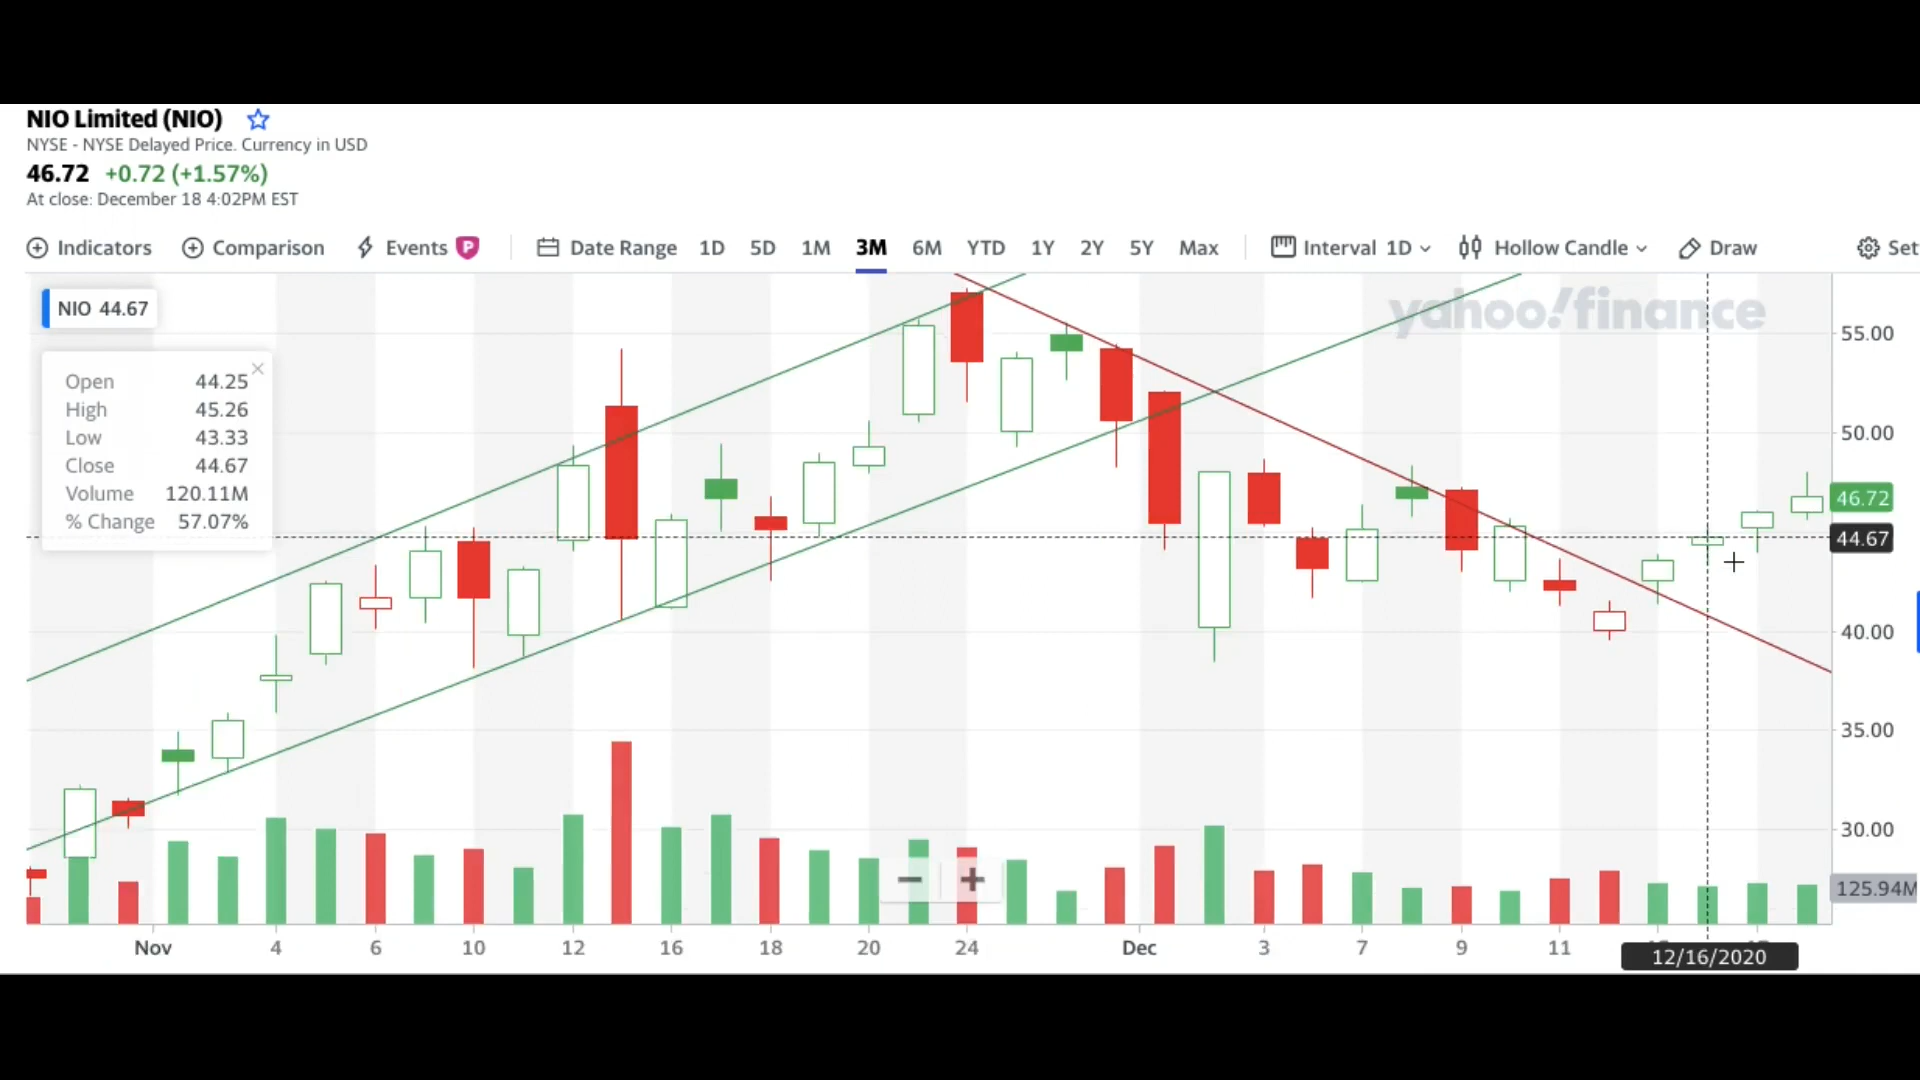 NIO Limited (NIO)
NYSE - NYSE Delayed Price. Currency in USD
46.72 +0.72 (+1.57%)
At close: December 18 4:02PM EST
Indicators Comparison Events P Date Range 1D 5D 1M 3M 6M YTD 1Y 2Y 5Y Max Interval 1D Hollow Candle Draw Set
NIO 44.67
yahoo!finance
Open 44.25
High 45.26
Low 43.33
Close 44.67
Volume 120.11M
% Change 57.07%
55.00
50.00
46.72
44.67
40.00
35.00
30.00
125.94M
Nov 4 6 10 12 16 18 20 24 Dec 3 7 9 11
12/16/2020